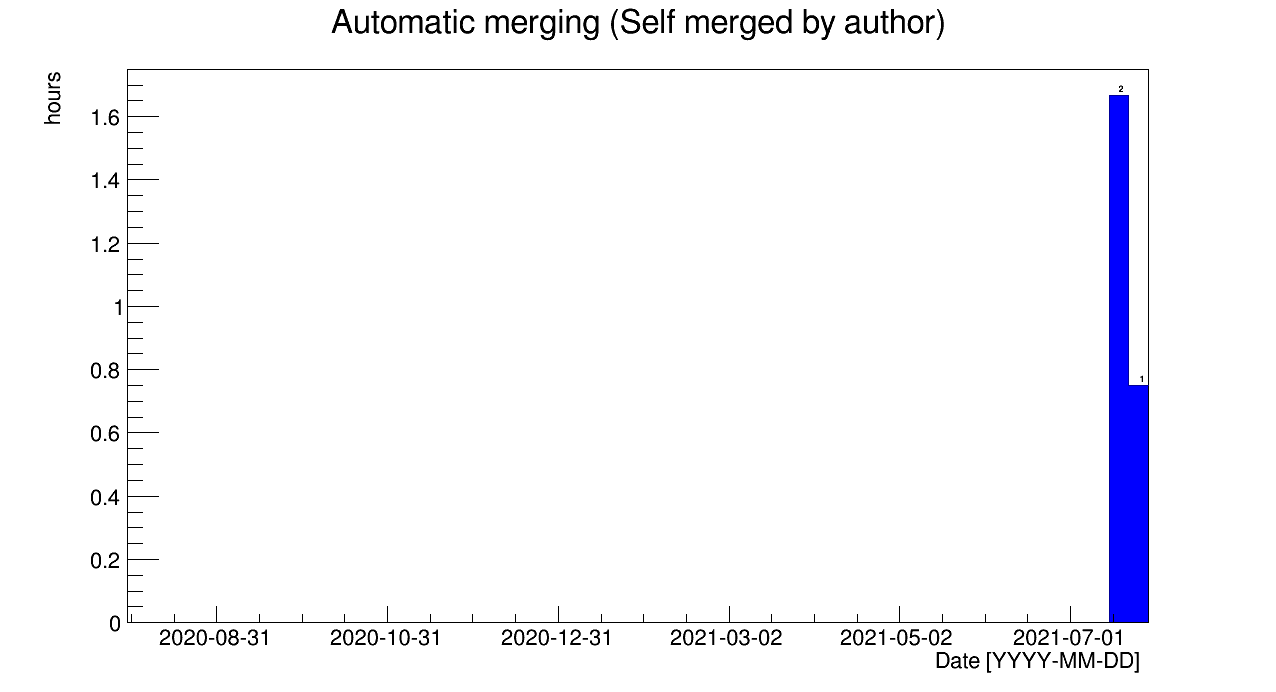 Automatic merging (Self merged by author)
hours
2
1.6
1.4
1.2
1
0.8
1
0.6
0.4
0.2
0
2020-08-31 2020-10-31 2020-12-31 2021-03-02 2021-05-02 2021-07-01
Date [YYYY-MM-DD]